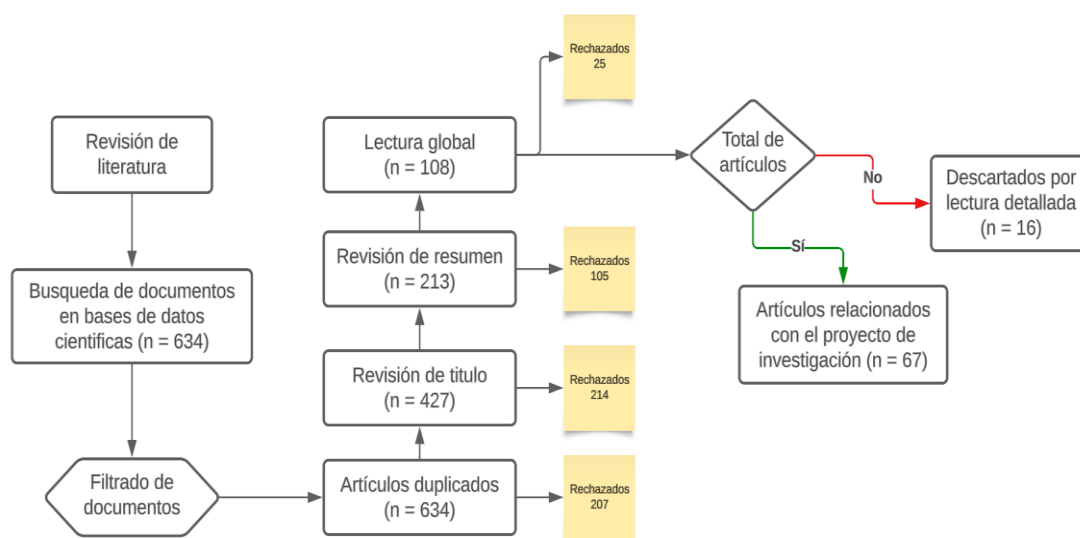 Revisión de
literatura
Busqueda de documentos
en bases de datos
cientificas (n = 634)
Filtrado de
documentos
Artículos duplicados
(n = 634)
Rechazados
207
Revisión de titulo
(n = 427)
Rechazados
214
Revisión de resumen
(n = 213)
Rechazados
105
Lectura global
(n = 108)
Rechazados
25
Total de
artículos
No
Descartados por
lectura detallada
(n = 16)
Sí
Artículos relacionados
con el proyecto de
investigación (n = 67)